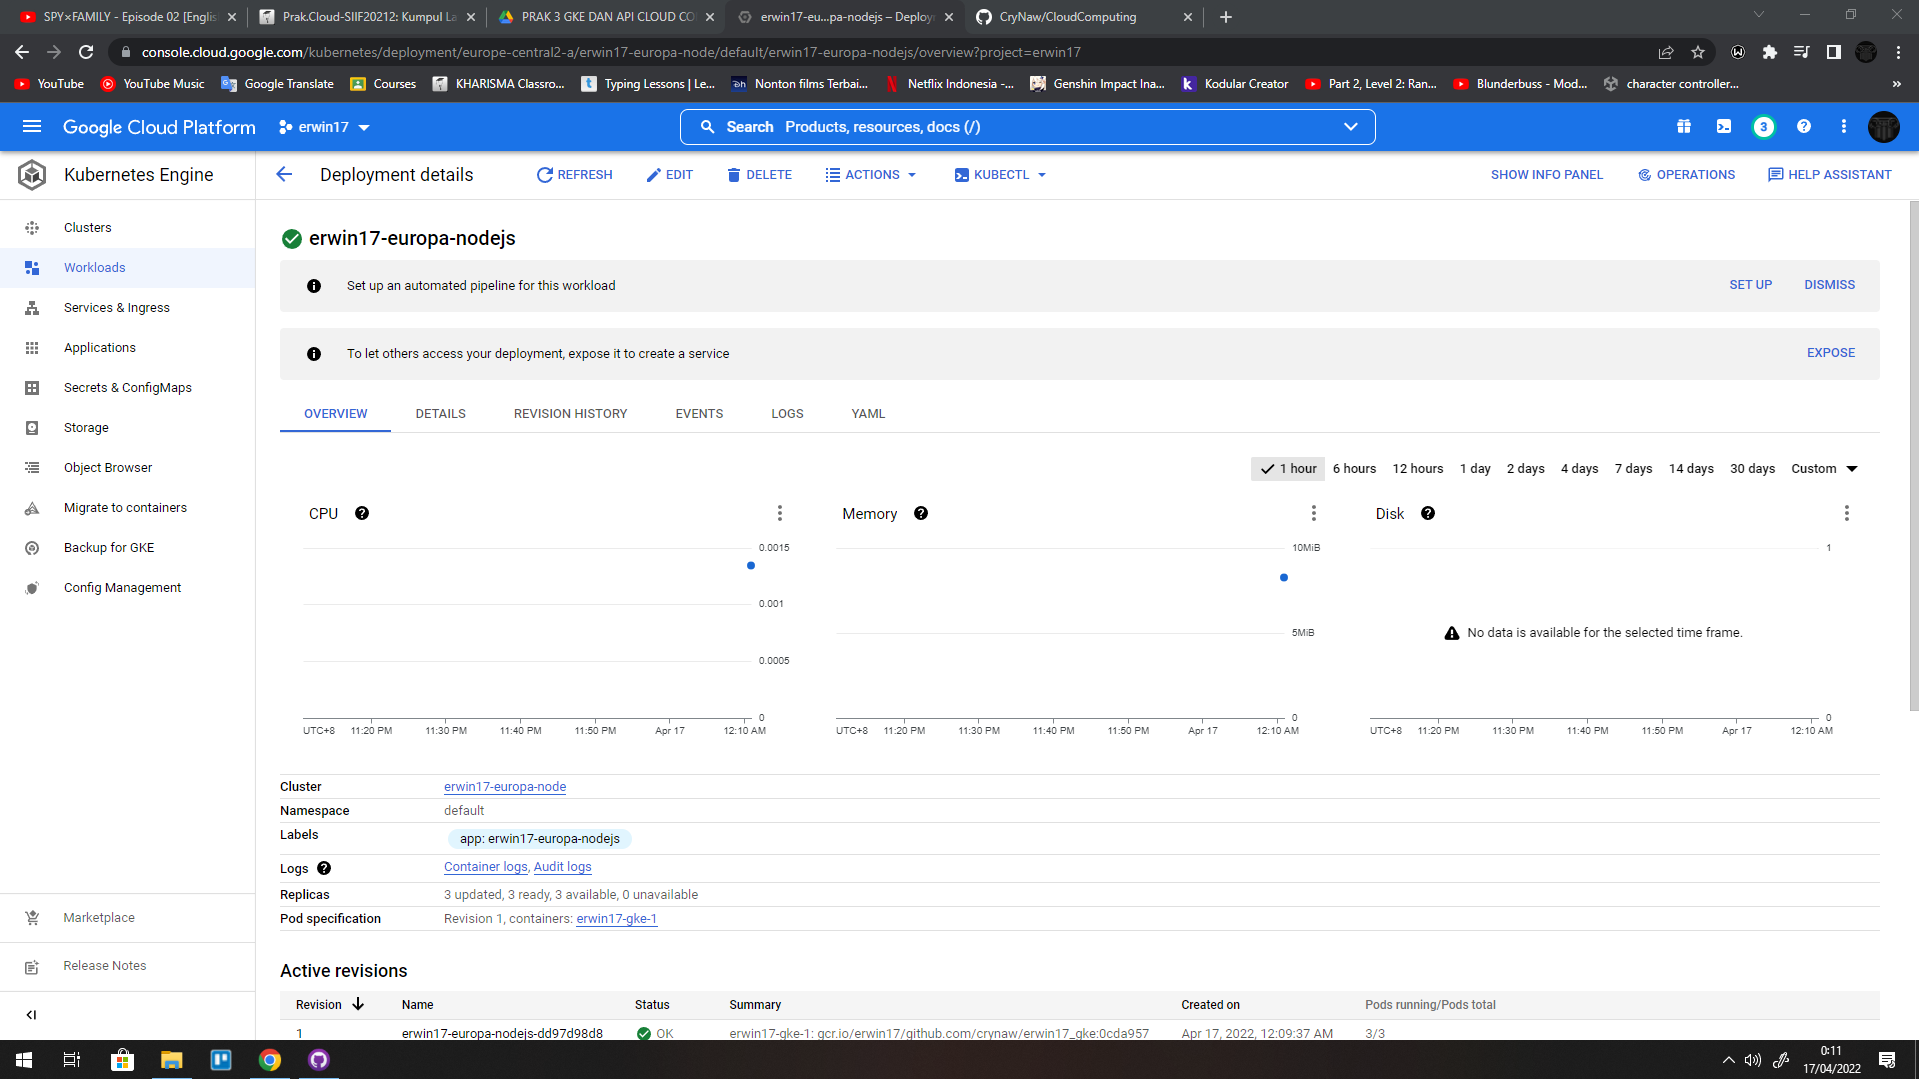 SPY×FAMILY - Episode 02 [Englis
Prak.Cloud-SIIF20212: Kumpul La
PRAK 3 GKE DAN API CLOUD CO
erwin17-eu...pa-nodejs – Deploym
CryNaw/CloudComputing
console.cloud.google.com/kubernetes/deployment/europe-central2-a/erwin17-europa-node/default/erwin17-europa-nodejs/overview?project=erwin17
YouTube
YouTube Music
Google Translate
Courses
KHARISMA Classro...
Typing Lessons | Le...
Nonton films Terbai...
Netflix Indonesia -...
Genshin Impact Ina...
Kodular Creator
Part 2, Level 2: Ran...
Blunderbuss - Mod...
character controller...
Google Cloud Platform
erwin17
Search Products, resources, docs (/)
3
Kubernetes Engine
Deployment details
REFRESH
EDIT
DELETE
ACTIONS
KUBECTL
SHOW INFO PANEL
OPERATIONS
HELP ASSISTANT
Clusters
Workloads
Services & Ingress
Applications
Secrets & ConfigMaps
Storage
Object Browser
Migrate to containers
Backup for GKE
Config Management
Marketplace
Release Notes
erwin17-europa-nodejs
Set up an automated pipeline for this workload
SET UP
DISMISS
To let others access your deployment, expose it to create a service
EXPOSE
OVERVIEW
DETAILS
REVISION HISTORY
EVENTS
LOGS
YAML
1 hour
6 hours
12 hours
1 day
2 days
4 days
7 days
14 days
30 days
Custom
CPU
0.0015
0.001
0.0005
0
UTC+8 11:20 PM 11:30 PM 11:40 PM 11:50 PM Apr 17 12:10 AM
Memory
10MiB
5MiB
0
UTC+8 11:20 PM 11:30 PM 11:40 PM 11:50 PM Apr 17 12:10 AM
Disk
1
No data is available for the selected time frame.
0
UTC+8 11:20 PM 11:30 PM 11:40 PM 11:50 PM Apr 17 12:10 AM
Cluster erwin17-europa-node
Namespace default
Labels app: erwin17-europa-nodejs
Logs Container logs, Audit logs
Replicas 3 updated, 3 ready, 3 available, 0 unavailable
Pod specification Revision 1, containers: erwin17-gke-1
Active revisions
Revision Name Status Summary Created on Pods running/Pods total
1 erwin17-europa-nodejs-dd97d98d8 OK erwin17-gke-1: gcr.io/erwin17/github.com/crynaw/erwin17_gke:0cda957 Apr 17, 2022, 12:09:37 AM 3/3
0:11
17/04/2022